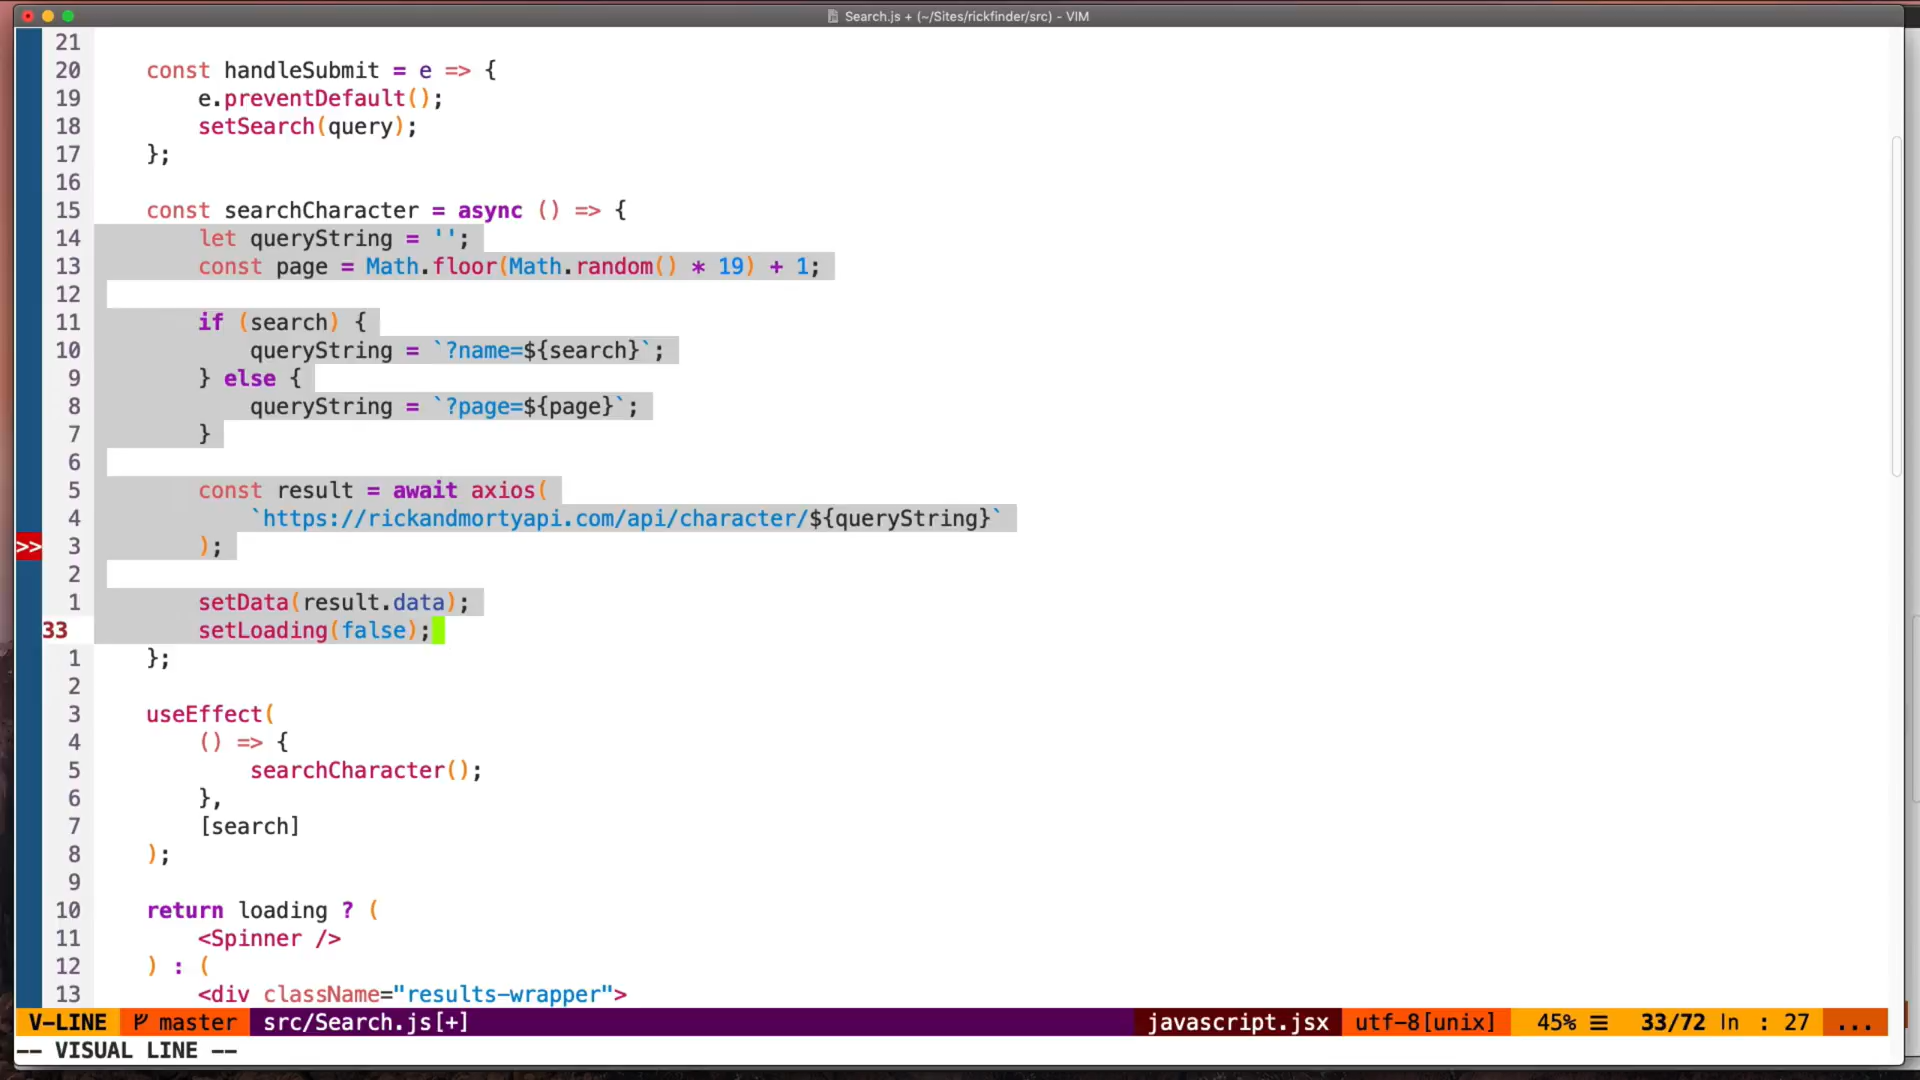 Search.js + (~/Sites/rickfinder/src) - VIM
21
20 const handleSubmit = e => {
19 e.preventDefault();
18 setSearch(query);
17 };
16
15 const searchCharacter = async () => {
14 let queryString = '';
13 const page = Math.floor(Math.random() * 19) + 1;
12
11 if (search) {
10 queryString = `?name=${search}`;
9 } else {
8 queryString = `?page=${page}`;
7 }
6
5 const result = await axios(
4 `https://rickandmortyapi.com/api/character/${queryString}`
>> 3 );
2
1 setData(result.data);
33 setLoading(false);
1 };
2
3 useEffect(
4 () => {
5 searchCharacter();
6 },
7 [search]
8 );
9
10 return loading ? (
11 <Spinner />
12 ) : (
13 <div className="results-wrapper">
V-LINE master src/Search.js[+] javascript.jsx utf-8[unix] 45% ☰ 33/72 ln : 27 ...
-- VISUAL LINE --